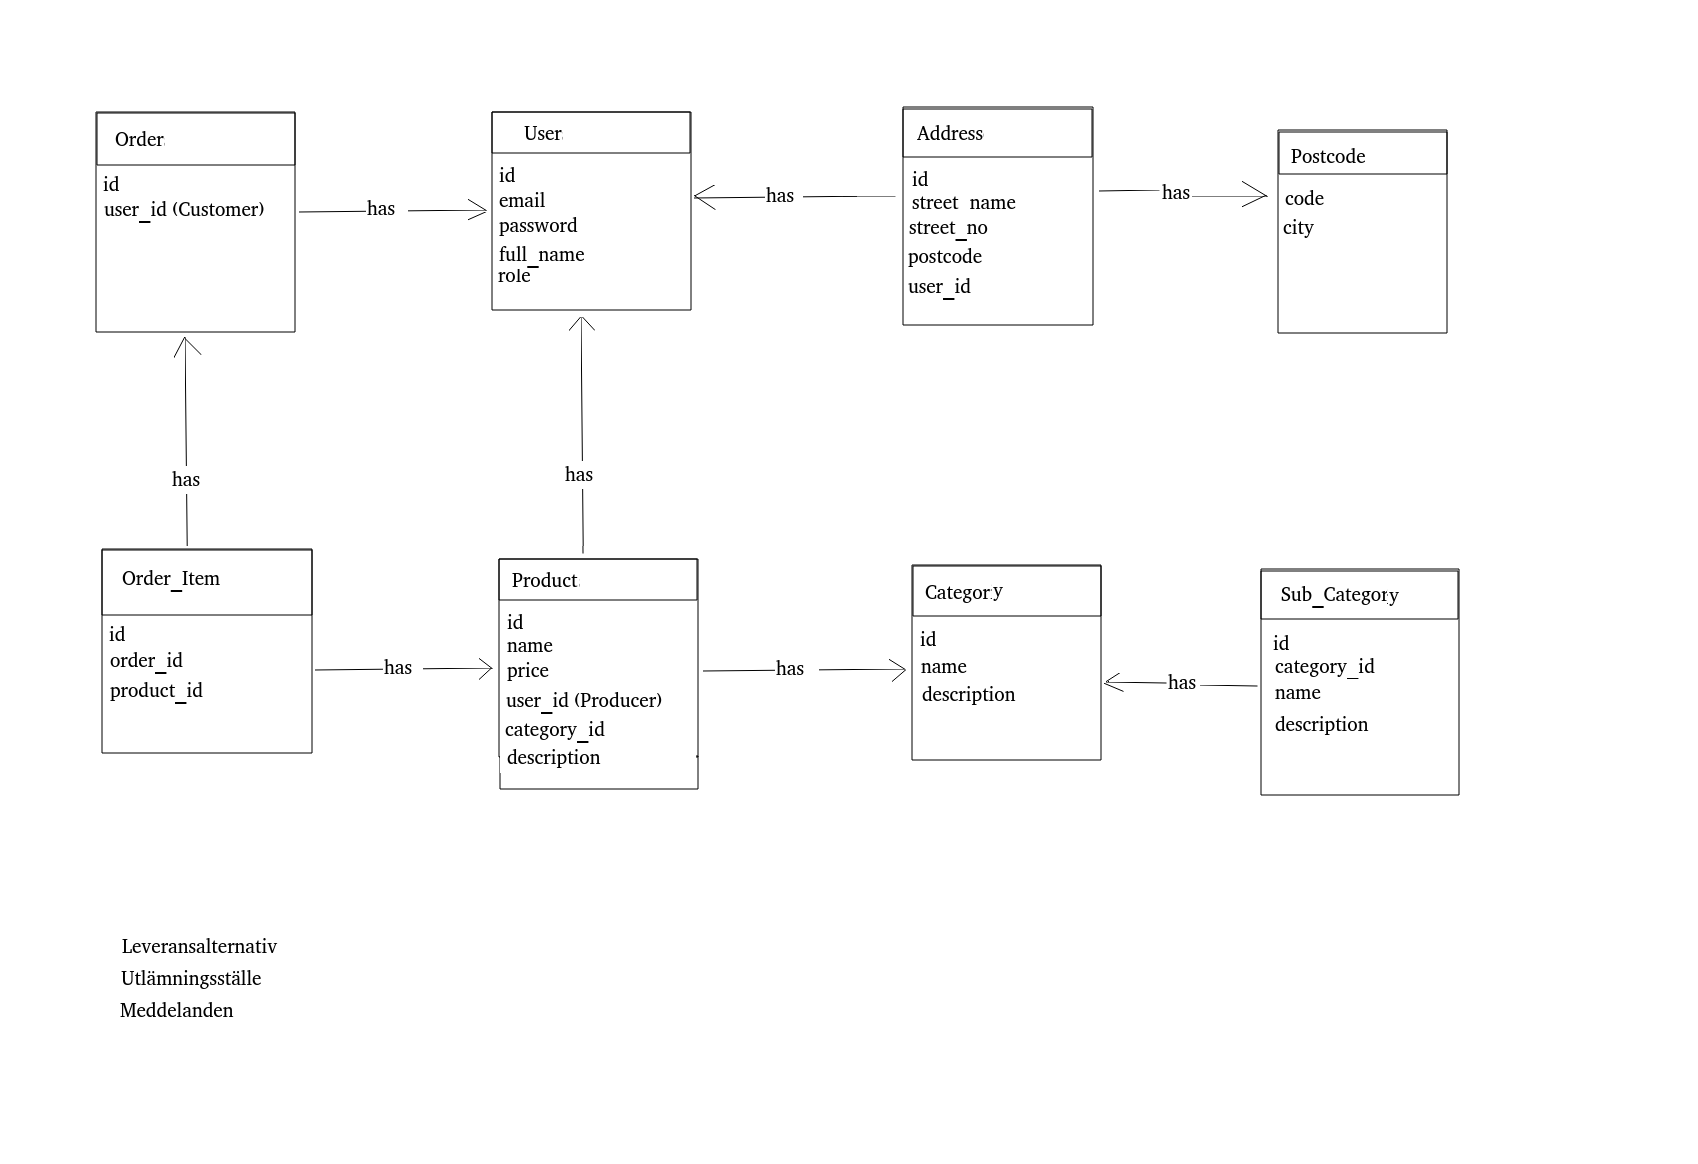 Order
id
user_id (Customer)
has
User
id
email
password
full_name
role
has
Address
id
street name
street_no
postcode
user_id
has
Postcode
code
city
has
has
Order_Item
id
order_id
product_id
has
Product
id
name
price
user_id (Producer)
category_id
description
has
Category
id
name
description
has
Sub_Category
id
category_id
name
description
Leveransalternativ
Utlämningsställe
Meddelanden